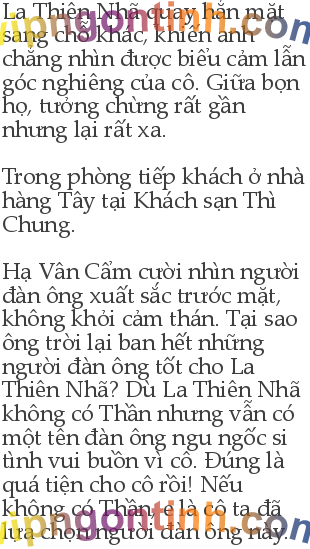 La Thiên Nhã quay hẳn mặt
sang chỗ khác, khiến anh
chẳng nhìn được biểu cảm lẫn
góc nghiêng của cô. Giữa bọn
họ, tưởng chừng rất gần
nhưng lại rất xa.
Trong phòng tiếp khách ở nhà
hàng Tây tại Khách sạn Thì
Chung.
Hạ Vân Cẩm cười nhìn người
đàn ông xuất sắc trước mặt,
không khỏi cảm thán. Tại sao
ông trời lại ban hết những
người đàn ông tốt cho La
Thiên Nhã? Dù La Thiên Nhã
không có Thần nhưng vẫn có
một tên đàn ông ngu ngốc si
tình vui buồn vì cô. Đúng là
quá tiện cho cô rồi! Nếu
không có Thần, e là cô ta đã
lựa chọn người đàn ông này.
vipngontinh.com
vipngontinh.com